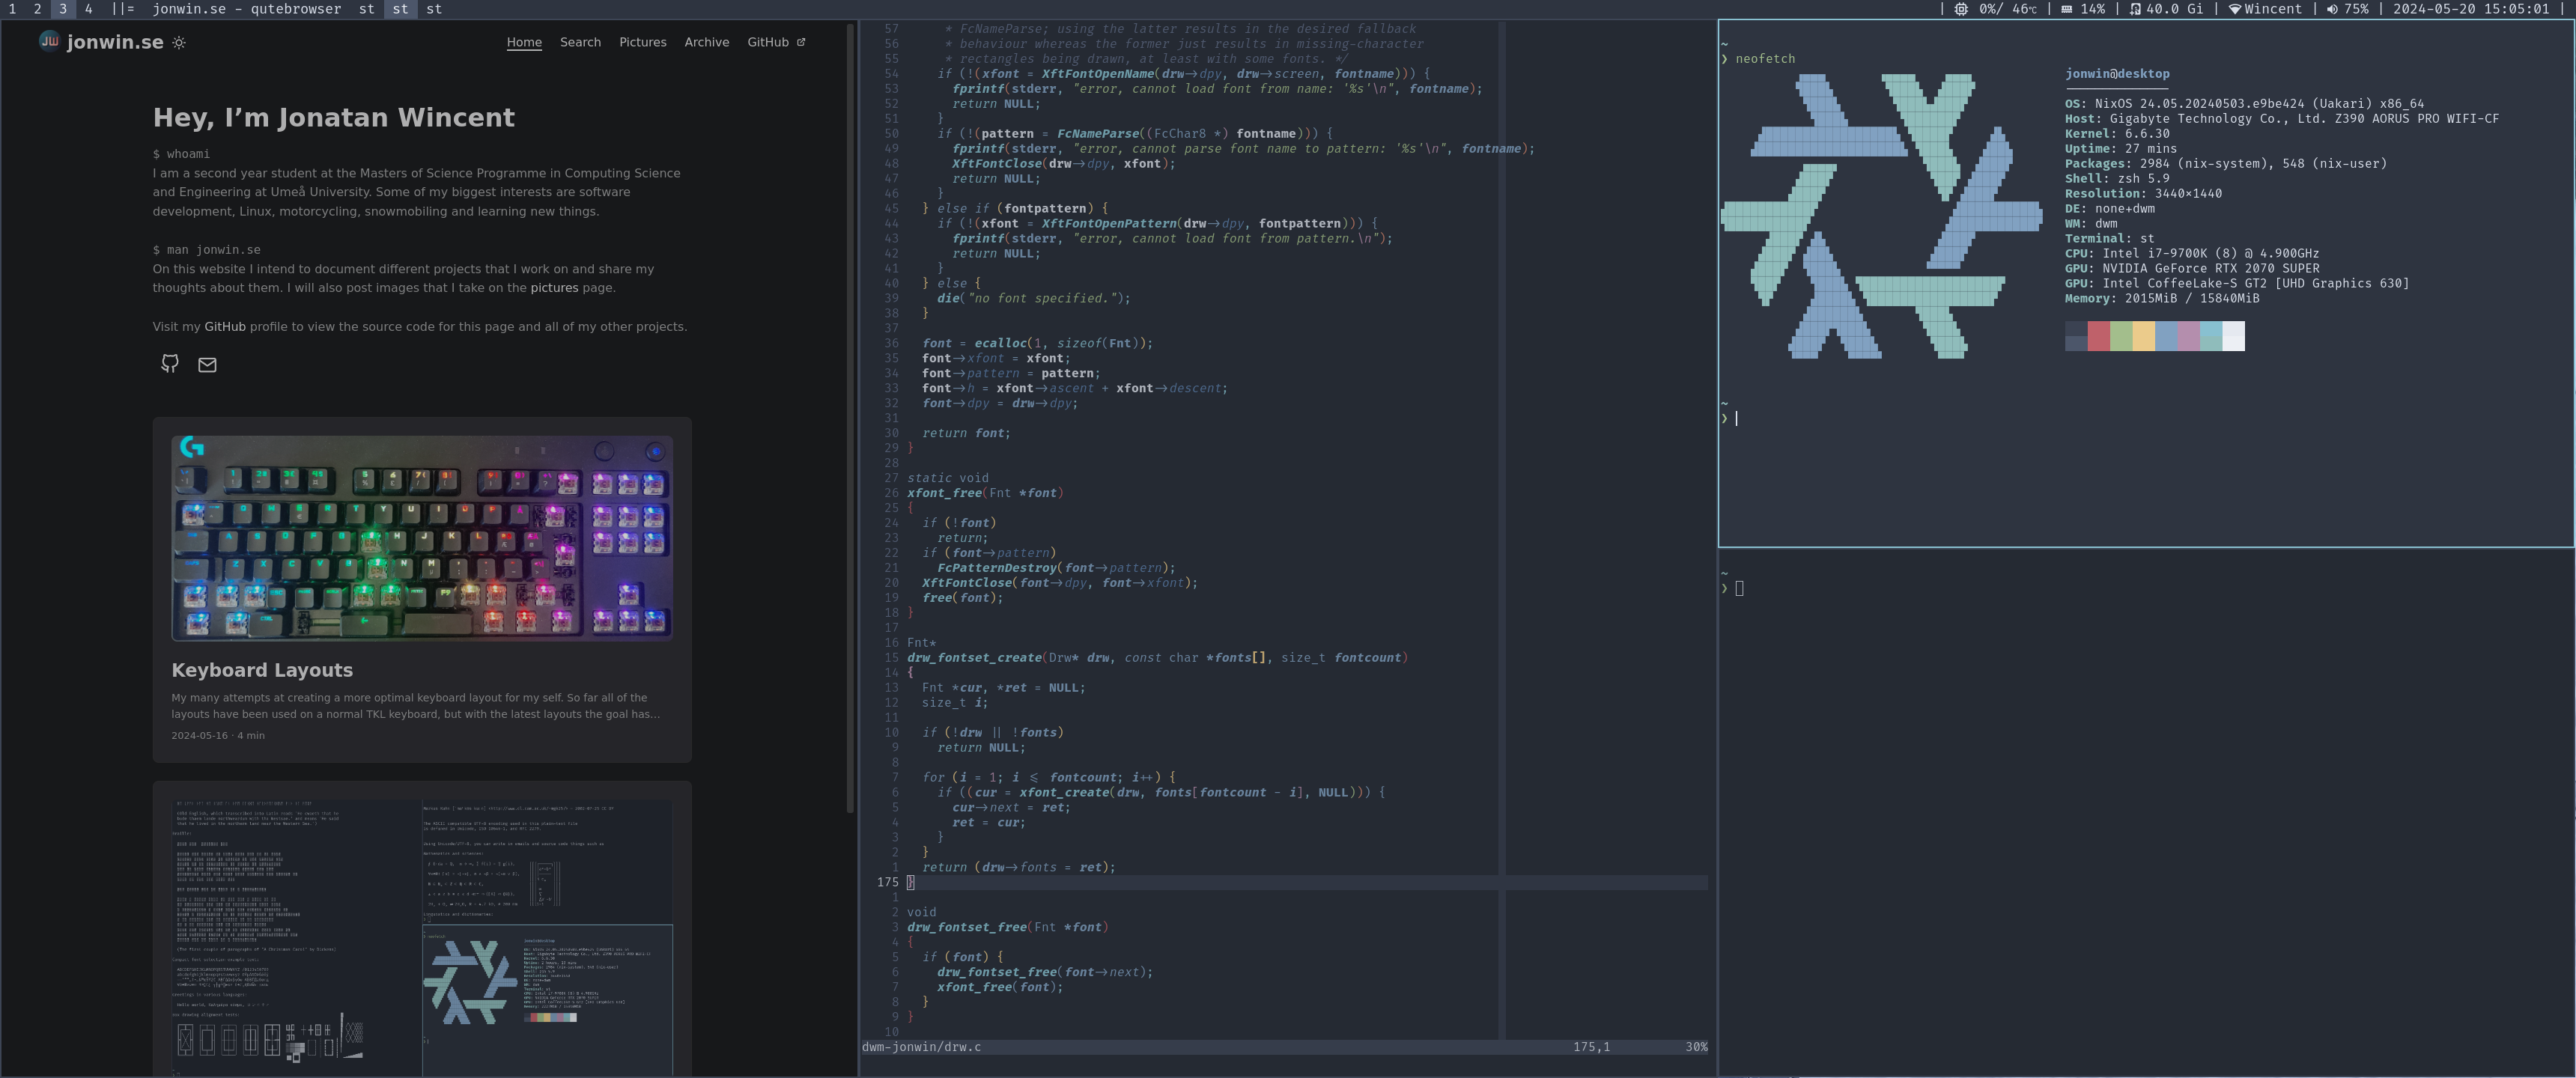 1 2 3 4 ||= jonwin.se - qutebrowser st st st
| 0%/ 46℃ | 14% | 40.0 Gi | Wincent | 75% | 2024-05-20 15:05:01 |
JW jonwin.se
Home Search Pictures Archive GitHub
Hey, I’m Jonatan Wincent
$ whoami
I am a second year student at the Masters of Science Programme in Computing Science
and Engineering at Umeå University. Some of my biggest interests are software
development, Linux, motorcycling, snowmobiling and learning new things.
$ man jonwin.se
On this website I intend to document different projects that I work on and share my
thoughts about them. I will also post images that I take on the pictures page.
Visit my GitHub profile to view the source code for this page and all of my other projects.
Keyboard Layouts
My many attempts at creating a more optimal keyboard layout for my self. So far all of the
layouts have been used on a normal TKL keyboard, but with the latest layouts the goal has…
2024-05-16 · 4 min
57 * FcNameParse; using the latter results in the desired fallback
56 * behaviour whereas the former just results in missing-character
55 * rectangles being drawn, at least with some fonts. */
54 if (!(xfont = XftFontOpenName(drw->dpy, drw->screen, fontname))) {
53 fprintf(stderr, "error, cannot load font from name: '%s'\n", fontname);
52 return NULL;
51 }
50 if (!(pattern = FcNameParse((FcChar8 *) fontname))) {
49 fprintf(stderr, "error, cannot parse font name to pattern: '%s'\n", fontname);
48 XftFontClose(drw->dpy, xfont);
47 return NULL;
46 }
45 } else if (fontpattern) {
44 if (!(xfont = XftFontOpenPattern(drw->dpy, fontpattern))) {
43 fprintf(stderr, "error, cannot load font from pattern.\n");
42 return NULL;
41 }
40 } else {
39 die("no font specified.");
38 }
37
36 font = ecalloc(1, sizeof(Fnt));
35 font->xfont = xfont;
34 font->pattern = pattern;
33 font->h = xfont->ascent + xfont->descent;
32 font->dpy = drw->dpy;
31
30 return font;
29 }
28
27 static void
26 xfont_free(Fnt *font)
25 {
24 if (!font)
23 return;
22 if (font->pattern)
21 FcPatternDestroy(font->pattern);
20 XftFontClose(font->dpy, font->xfont);
19 free(font);
18 }
17
16 Fnt*
15 drw_fontset_create(Drw* drw, const char *fonts[], size_t fontcount)
14 {
13 Fnt *cur, *ret = NULL;
12 size_t i;
11
10 if (!drw || !fonts)
9 return NULL;
8
7 for (i = 1; i <= fontcount; i++) {
6 if ((cur = xfont_create(drw, fonts[fontcount - i], NULL))) {
5 cur->next = ret;
4 ret = cur;
3 }
2 }
1 return (drw->fonts = ret);
175 }
1
2 void
3 drw_fontset_free(Fnt *font)
4 {
5 if (font) {
6 drw_fontset_free(font->next);
7 xfont_free(font);
8 }
9 }
10
dwm-jonwin/drw.c 175,1 30%
~
❯ neofetch
jonwin@desktop
--------------
OS: NixOS 24.05.20240503.e9be424 (Uakari) x86_64
Host: Gigabyte Technology Co., Ltd. Z390 AORUS PRO WIFI-CF
Kernel: 6.6.30
Uptime: 27 mins
Packages: 2984 (nix-system), 548 (nix-user)
Shell: zsh 5.9
Resolution: 3440x1440
DE: none+dwm
WM: dwm
Terminal: st
CPU: Intel i7-9700K (8) @ 4.900GHz
GPU: NVIDIA GeForce RTX 2070 SUPER
GPU: Intel CoffeeLake-S GT2 [UHD Graphics 630]
Memory: 2015MiB / 15840MiB
~
❯
~
❯